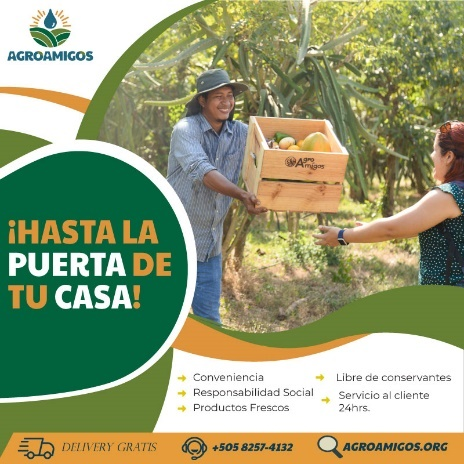 AGROAMIGOS
Agro
Amigos
¡HASTA LA
PUERTA DE
TU CASA!
Conveniencia
Responsabilidad Social
Productos Frescos
Libre de conservantes
Servicio al cliente
24hrs.
DELIVERY GRATIS
+505 8257-4132
AGROAMIGOS.ORG